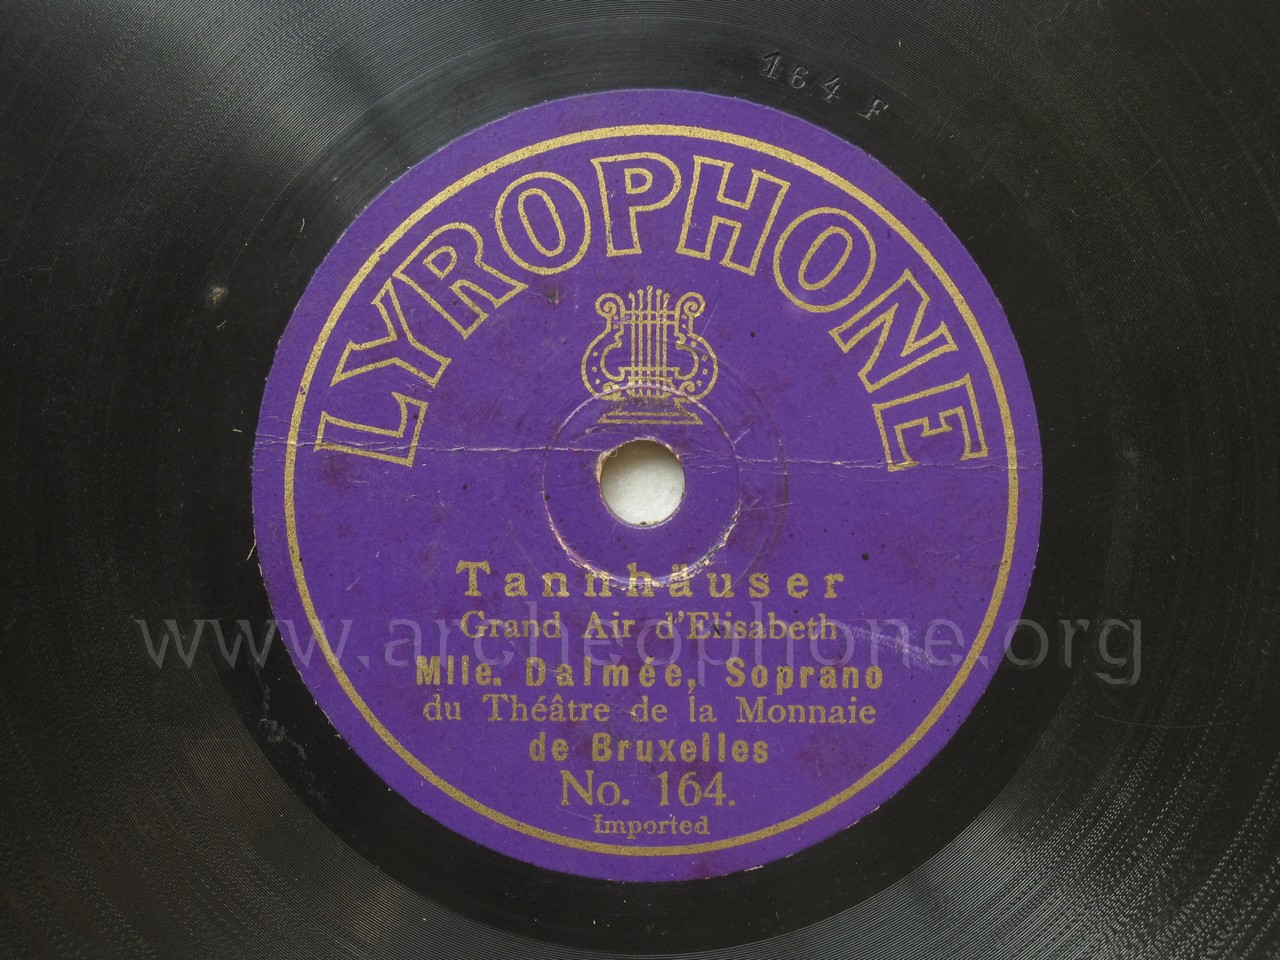 164 F
LYROPHONE
Tannhäuser
Grand Air d'Elisabeth
www.archeophone.org
Mlle. Dalmée, Soprano
du Théâtre de la Monnaie
de Bruxelles
No. 164.
Imported